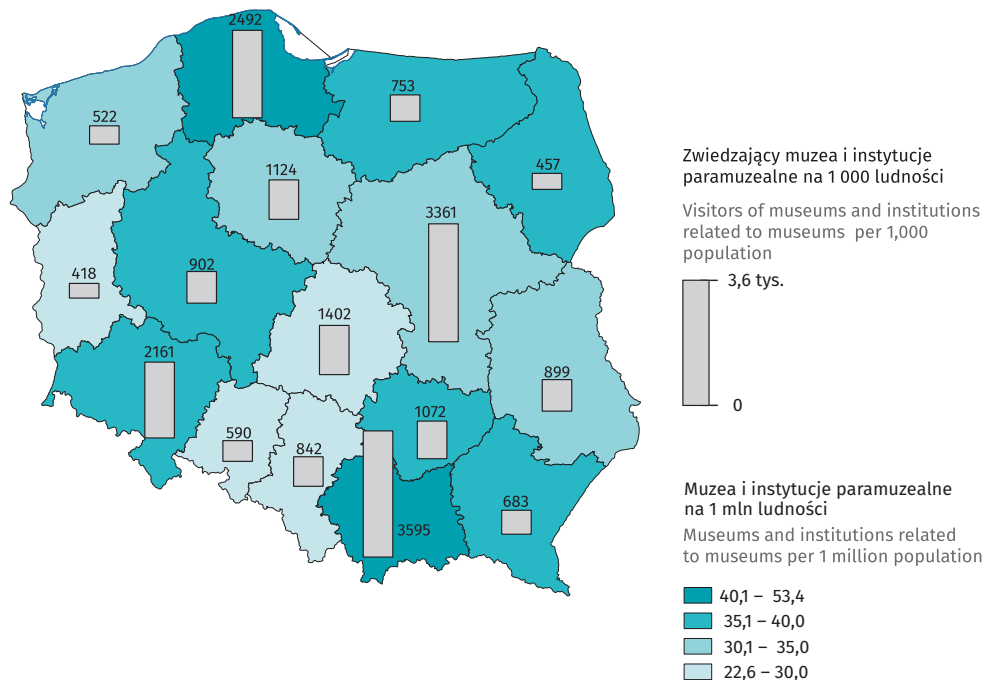 2492
753
522
457
1124
3361
418
902
1402
2161
899
1072
590
842
683
3595
Zwiedzający muzea i instytucje
paramuzealne na 1 000 ludności
Visitors of museums and institutions
related to museums per 1,000
population
3,6 tys.
0
Muzea i instytucje paramuzealne
na 1 mln ludności
Museums and institutions related
to museums per 1 million population
40,1 – 53,4
35,1 – 40,0
30,1 – 35,0
22,6 – 30,0